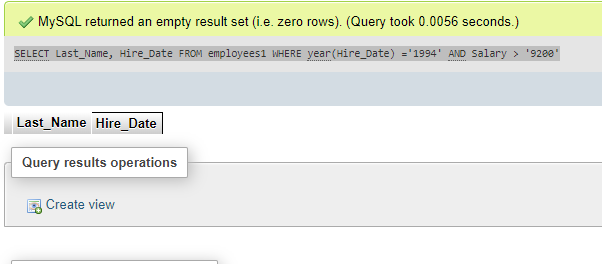 MySQL returned an empty result set (i.e. zero rows). (Query took 0.0056 seconds.)
SELECT Last_Name, Hire_Date FROM employees1 WHERE year(Hire_Date) ='1994' AND Salary > '9200'
Last_Name Hire_Date
Query results operations
Create view